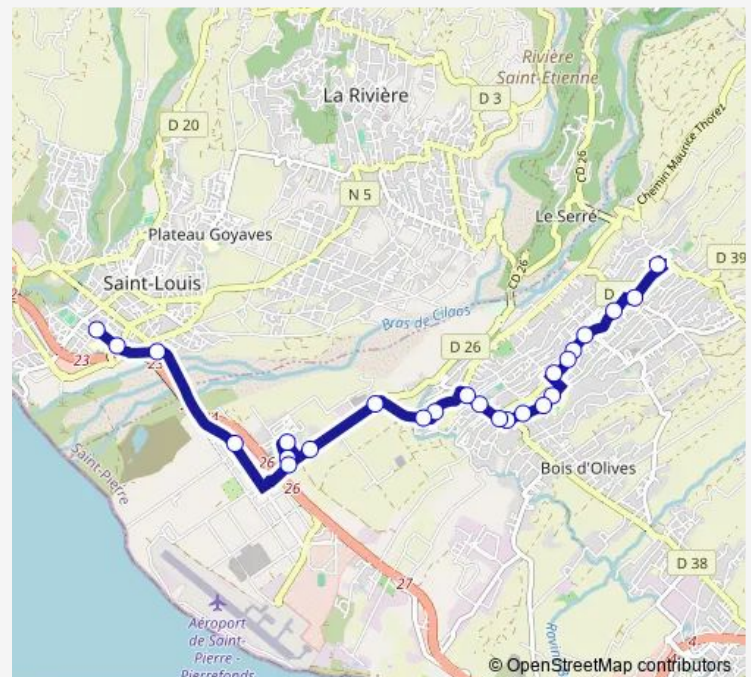 Rivière
Saint-Etienne
La Rivière
D 3
D 20
CD 26
Chemin Maurice Thorez
N 5
Le Serré
Plateau Goyaves
CD 26
D 39
Saint-Louis
D
Bras de Cilaos
23
D 26
23
Saint-Pierre
26
26
Bois d'Olives
D 38
27
Aéroport
de Saint-
Pierre -
Pierrefonds
4
© OpenStreetMap contributors